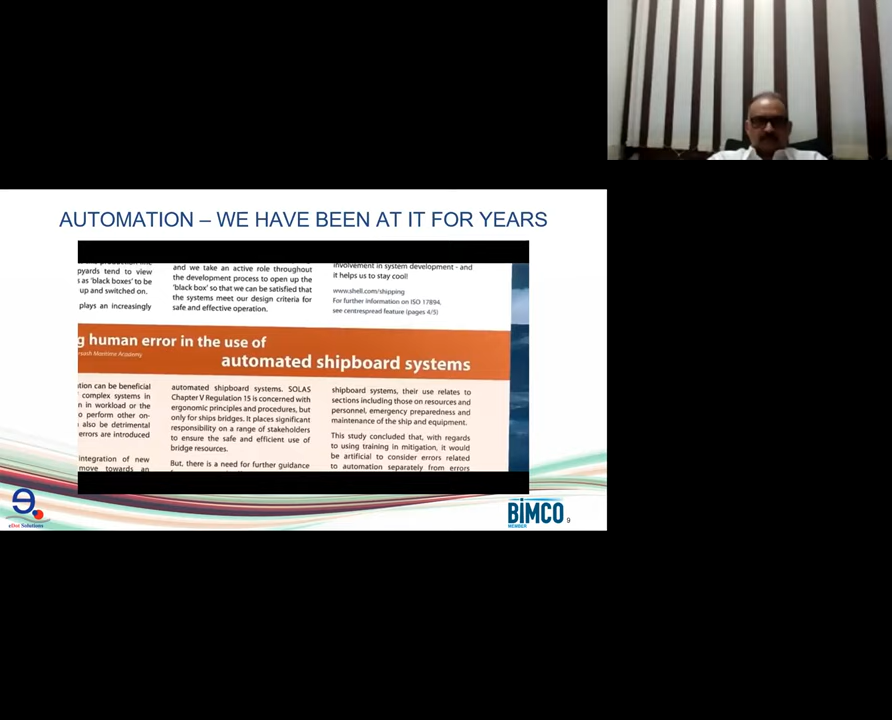 AUTOMATION – WE HAVE BEEN AT IT FOR YEARS
pyards tend to view
s as 'black boxes' to be
up and switched on.
plays an increasingly
and we take an active role throughout
the development process to open up the
'black box' so that we can be satisfied that
the systems meet our design criteria for
safe and effective operation.
involvement in system development - and
it helps us to stay cool!
www.shell.com/shipping
For further information on ISO 17894,
see centrespread feature (pages 4/5)
g human error in the use of
automated shipboard systems
Maritime Academy
ation can be beneficial
complex systems in
n in workload or the
o perform other on-
also be detrimental
errors are introduced
integration of new
move towards an
automated shipboard systems. SOLAS
Chapter V Regulation 15 is concerned with
ergonomic principles and procedures, but
only for ships bridges. It places significant
responsibility on a range of stakeholders
to ensure the safe and efficient use of
bridge resources.
But, there is a need for further guidance
shipboard systems, their use relates to
sections including those on resources and
personnel, emergency preparedness and
maintenance of the ship and equipment.
This study concluded that, with regards
to using training in mitigation, it would
be artificial to consider errors related
to automation separately from errors
eDot Solutions
BIMCO
MEMBER
9